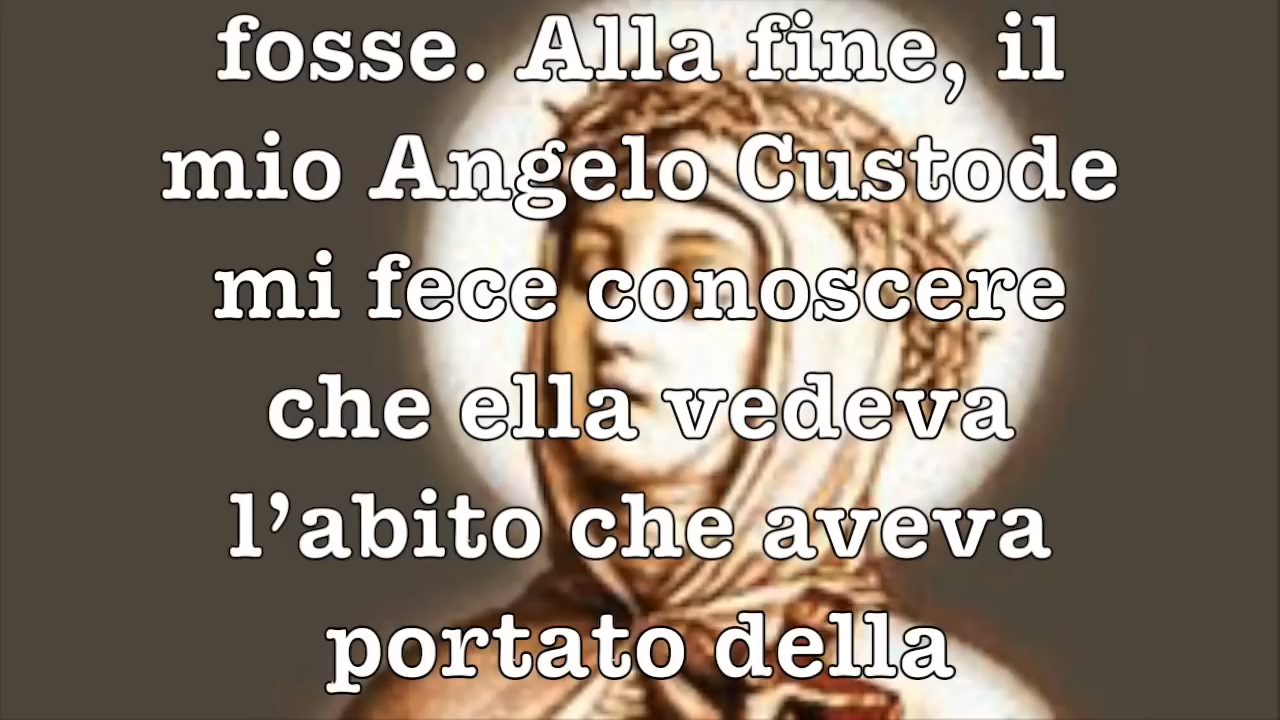 fosse. Alla fine, il
mio Angelo Custode
mi fece conoscere
che ella vedeva
l’abito che aveva
portato della